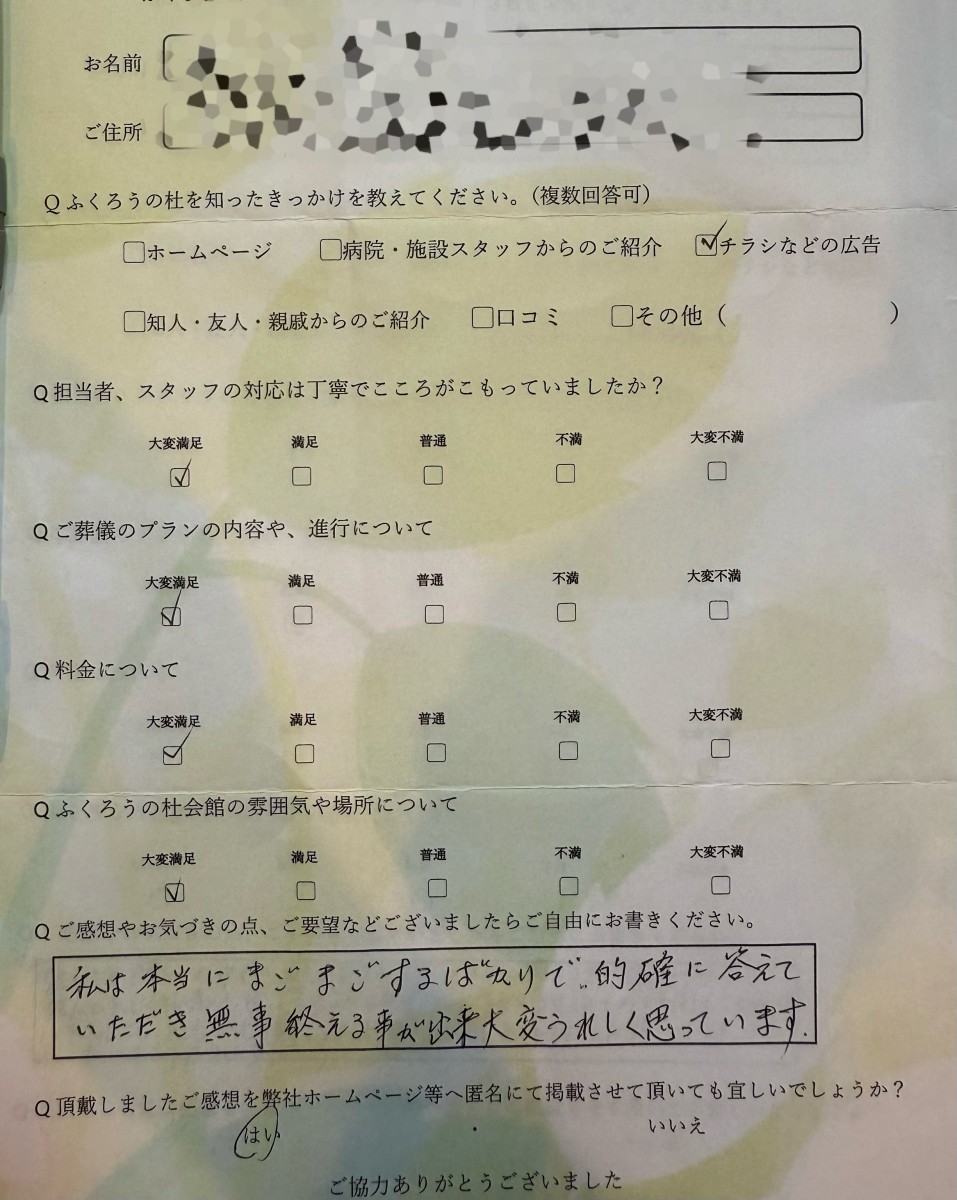 お名前
ご住所
Q ふくろうの杜を知ったきっかけを教えてください。（複数回答可）
□ホームページ □病院・施設スタッフからのご紹介 ☑チラシなどの広告
□知人・友人・親戚からのご紹介 □口コミ □その他（ ）
Q 担当者、スタッフの対応は丁寧でこころがこもっていましたか？
大変満足 満足 普通 不満 大変不満
☑ □ □ □ □
Q ご葬儀のプランの内容や、進行について
大変満足 満足 普通 不満 大変不満
☑ □ □ □ □
Q 料金について
大変満足 満足 普通 不満 大変不満
☑ □ □ □ □
Q ふくろうの杜会館の雰囲気や場所について
大変満足 満足 普通 不満 大変不満
☑ □ □ □ □
Q ご感想やお気づきの点、ご要望などございましたらご自由にお書きください。
私は本当にまごまごするばかりで‥的確に答えて
いただき無事終える事が出来大変うれしく思っています.
Q 頂戴しましたご感想を弊社ホームページ等へ匿名にて掲載させて頂いても宜しいでしょうか？
はい ・ いいえ
ご協力ありがとうございました